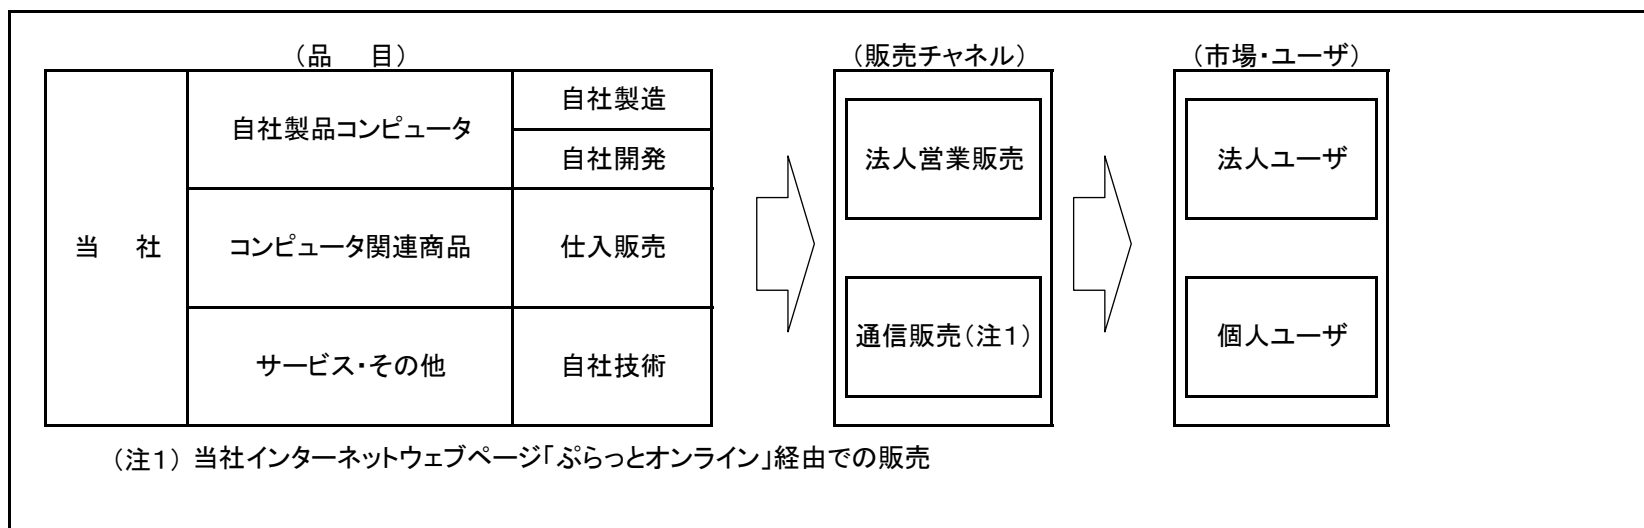 （品　目）
（販売チャネル）
（市場・ユーザ）
当　社
自社製品コンピュータ
自社製造
自社開発
コンピュータ関連商品
仕入販売
サービス・その他
自社技術
法人営業販売
通信販売（注１）
法人ユーザ
個人ユーザ
（注１）当社インターネットウェブページ「ぷらっとオンライン」経由での販売